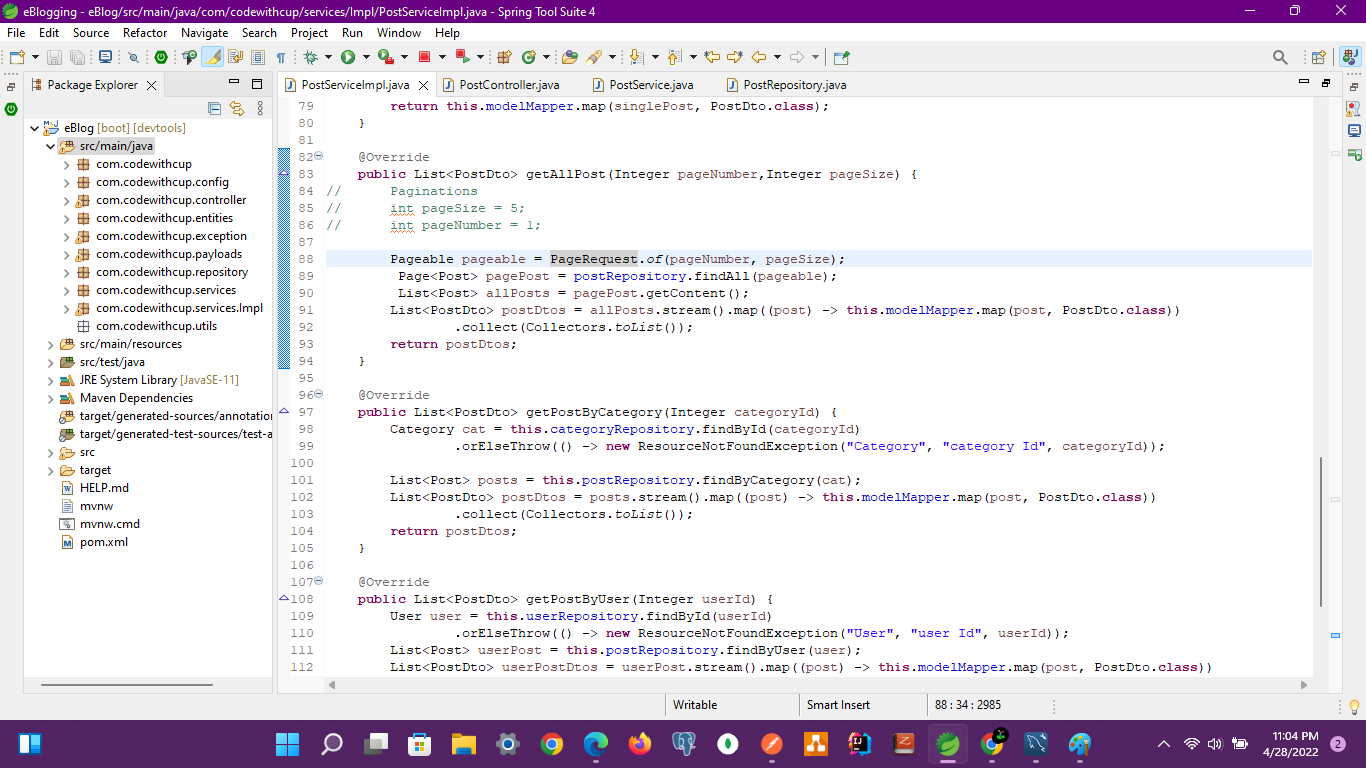 eBlogging - eBlog/src/main/java/com/codewithcup/services/Impl/PostServiceImpl.java - Spring Tool Suite 4
File Edit Source Refactor Navigate Search Project Run Window Help
Package Explorer
PostServiceImpl.java PostController.java PostService.java PostRepository.java
eBlog [boot] [devtools]
src/main/java
com.codewithcup
com.codewithcup.config
com.codewithcup.controller
com.codewithcup.entities
com.codewithcup.exception
com.codewithcup.payloads
com.codewithcup.repository
com.codewithcup.services
com.codewithcup.services.Impl
com.codewithcup.utils
src/main/resources
src/test/java
JRE System Library [JavaSE-11]
Maven Dependencies
target/generated-sources/annotation
target/generated-test-sources/test-a
src
target
HELP.md
mvnw
mvnw.cmd
pom.xml
79 return this.modelMapper.map(singlePost, PostDto.class);
80 }
81
82 @Override
83 public List<PostDto> getAllPost(Integer pageNumber,Integer pageSize) {
84 // Paginations
85 // int pageSize = 5;
86 // int pageNumber = 1;
87
88 Pageable pageable = PageRequest.of(pageNumber, pageSize);
89 Page<Post> pagePost = postRepository.findAll(pageable);
90 List<Post> allPosts = pagePost.getContent();
91 List<PostDto> postDtos = allPosts.stream().map((post) -> this.modelMapper.map(post, PostDto.class))
92 .collect(Collectors.toList());
93 return postDtos;
94 }
95
96 @Override
97 public List<PostDto> getPostByCategory(Integer categoryId) {
98 Category cat = this.categoryRepository.findById(categoryId)
99 .orElseThrow(() -> new ResourceNotFoundException("Category", "category Id", categoryId));
100
101 List<Post> posts = this.postRepository.findByCategory(cat);
102 List<PostDto> postDtos = posts.stream().map((post) -> this.modelMapper.map(post, PostDto.class))
103 .collect(Collectors.toList());
104 return postDtos;
105 }
106
107 @Override
108 public List<PostDto> getPostByUser(Integer userId) {
109 User user = this.userRepository.findById(userId)
110 .orElseThrow(() -> new ResourceNotFoundException("User", "user Id", userId));
111 List<Post> userPost = this.postRepository.findByUser(user);
112 List<PostDto> userPostDtos = userPost.stream().map((post) -> this.modelMapper.map(post, PostDto.class))
Writable Smart Insert 88 : 34 : 2985
11:04 PM
4/28/2022 2